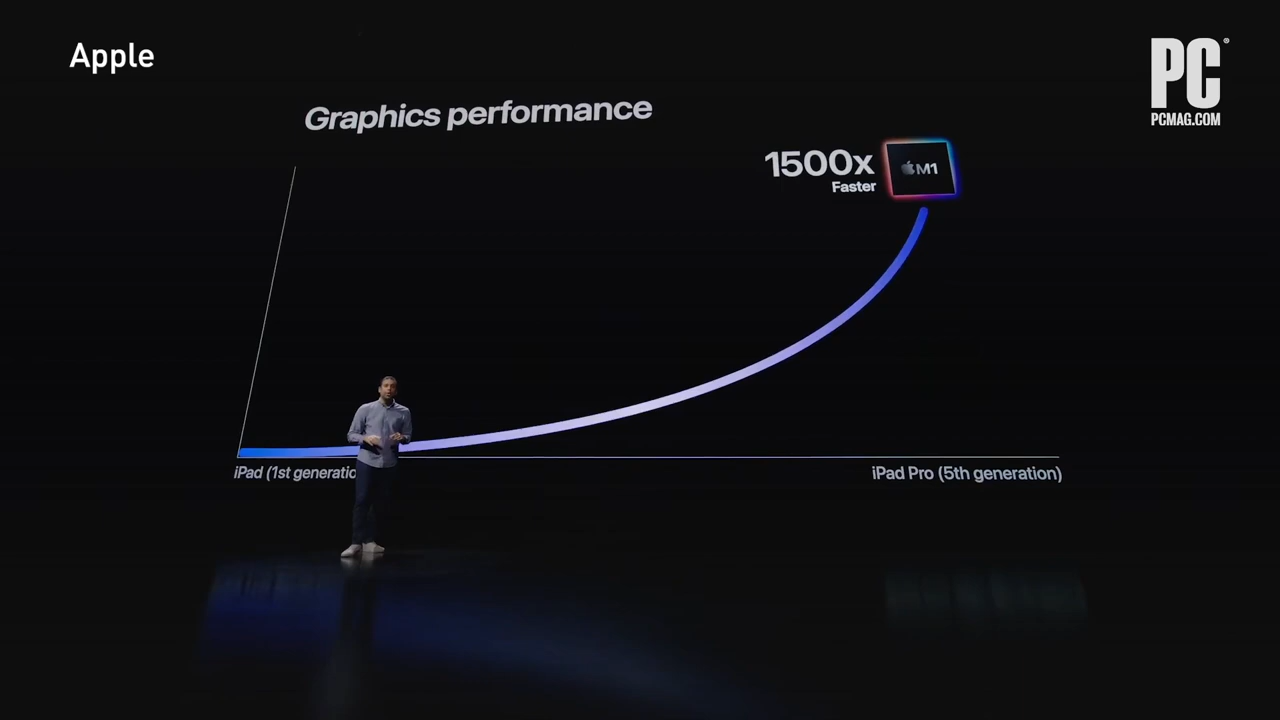 Apple
PC
PCMAG.COM
Graphics performance
1500x
Faster
M1
iPad (1st generatio
iPad Pro (5th generation)